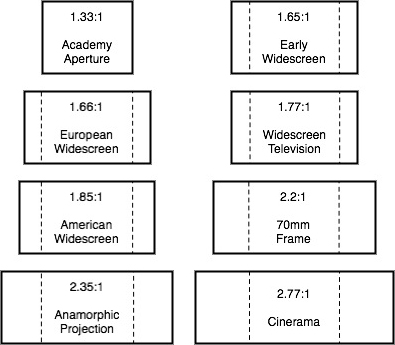 1.33:1
Academy
Aperture
1.65:1
Early
Widescreen
1.66:1
European
Widescreen
1.77:1
Widescreen
Television
1.85:1
American
Widescreen
2.2:1
70mm
Frame
2.35:1
Anamorphic
Projection
2.77:1
Cinerama